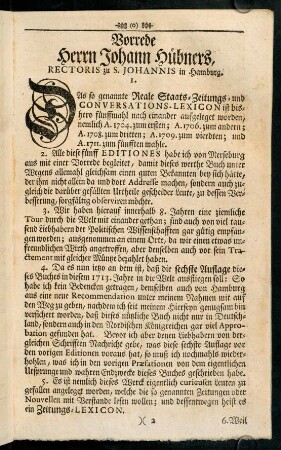 -893 (o) 893-
Vorrede
Herrn Johann Hübners,
RECTORIS zu S. JOHANNIS in Hamburg.
1.
DAs so genannte Reale Staats-Zeitungs- und
CONVERSATIONS-LEXICON ist bis-
hero fünffmahl nach einander aufgeleget worden,
nemlich A. 1704. zum ersten; A. 1706. zum andern;
A. 1708. zum dritten; A. 1709. zum vierdten; und
A. 1711. zum fünfften mahle.
2. Alle diese fünff EDITIONES habe ich von Merseburg
aus mit einer Vorrede begleitet, damit dieses werthe Buch unter
Wegens allemahl gleichsam einen guten Bekannten bey sich hätte,
der ihm nicht allein da und dort Addresse machen, sondern auch zu-
gleich die darüber gefällten Urtheile gescheider Leute, zu dessen Ver-
besserung, sorgfältig observiren möchte.
3. Wir haben hierauf innerhalb 8. Jahren eine ziemliche
Tour durch die Welt mit einander gethan; sind auch von viel tau-
send Liebhabern der Politischen Wissenschafften gar gütig empfan-
gen worden; ausgenommen an einem Orte, da wir einen etwas un-
freundlichen Wirth angetroffen, aber denselben auch vor sein Tra-
ctement mit gleicher Müntze bezahlet haben.
4. Da es nun ietzo an dem ist, daß die sechste Auflage die-
ses Buches in diesem 1713. Jahre in die Welt ausfliegen soll: So
habe ich kein Bedencken getragen, demselben auch von Hamburg
aus eine neue Recommendation unter meinem Nahmen mit auf
den Weg zu geben, nachdem ich seit meinem Hierseyn gnugsam bin
versichert worden, daß dieses nützliche Buch nicht nur in Deutsch-
land, sondern auch in Nordischen Königreichen gar viel Appro-
bation gefunden hat. Bevor ich aber denen Liebhabern von der-
gleichen Schrifften Nachricht gebe, was diese sechste Auflage vor
den vorigen Editionen voraus hat, so muß ich nochmahls wieder-
hohlen, was ich in den vorigen Præfationen von dem eigentlichen
Ursprunge und wahren Endzwecke dieses Buches geschrieben habe.
5. Es ist nemlich dieses Werck eigentlich curieusen Leuten zu
gefallen angeleget worden, welche die so genannten Zeitungen oder
Nouvellen mit Verstande lesen wollen; und dessentwegen heist es
ein Zeitungs-LEXICON.
)( 2 6. Weil